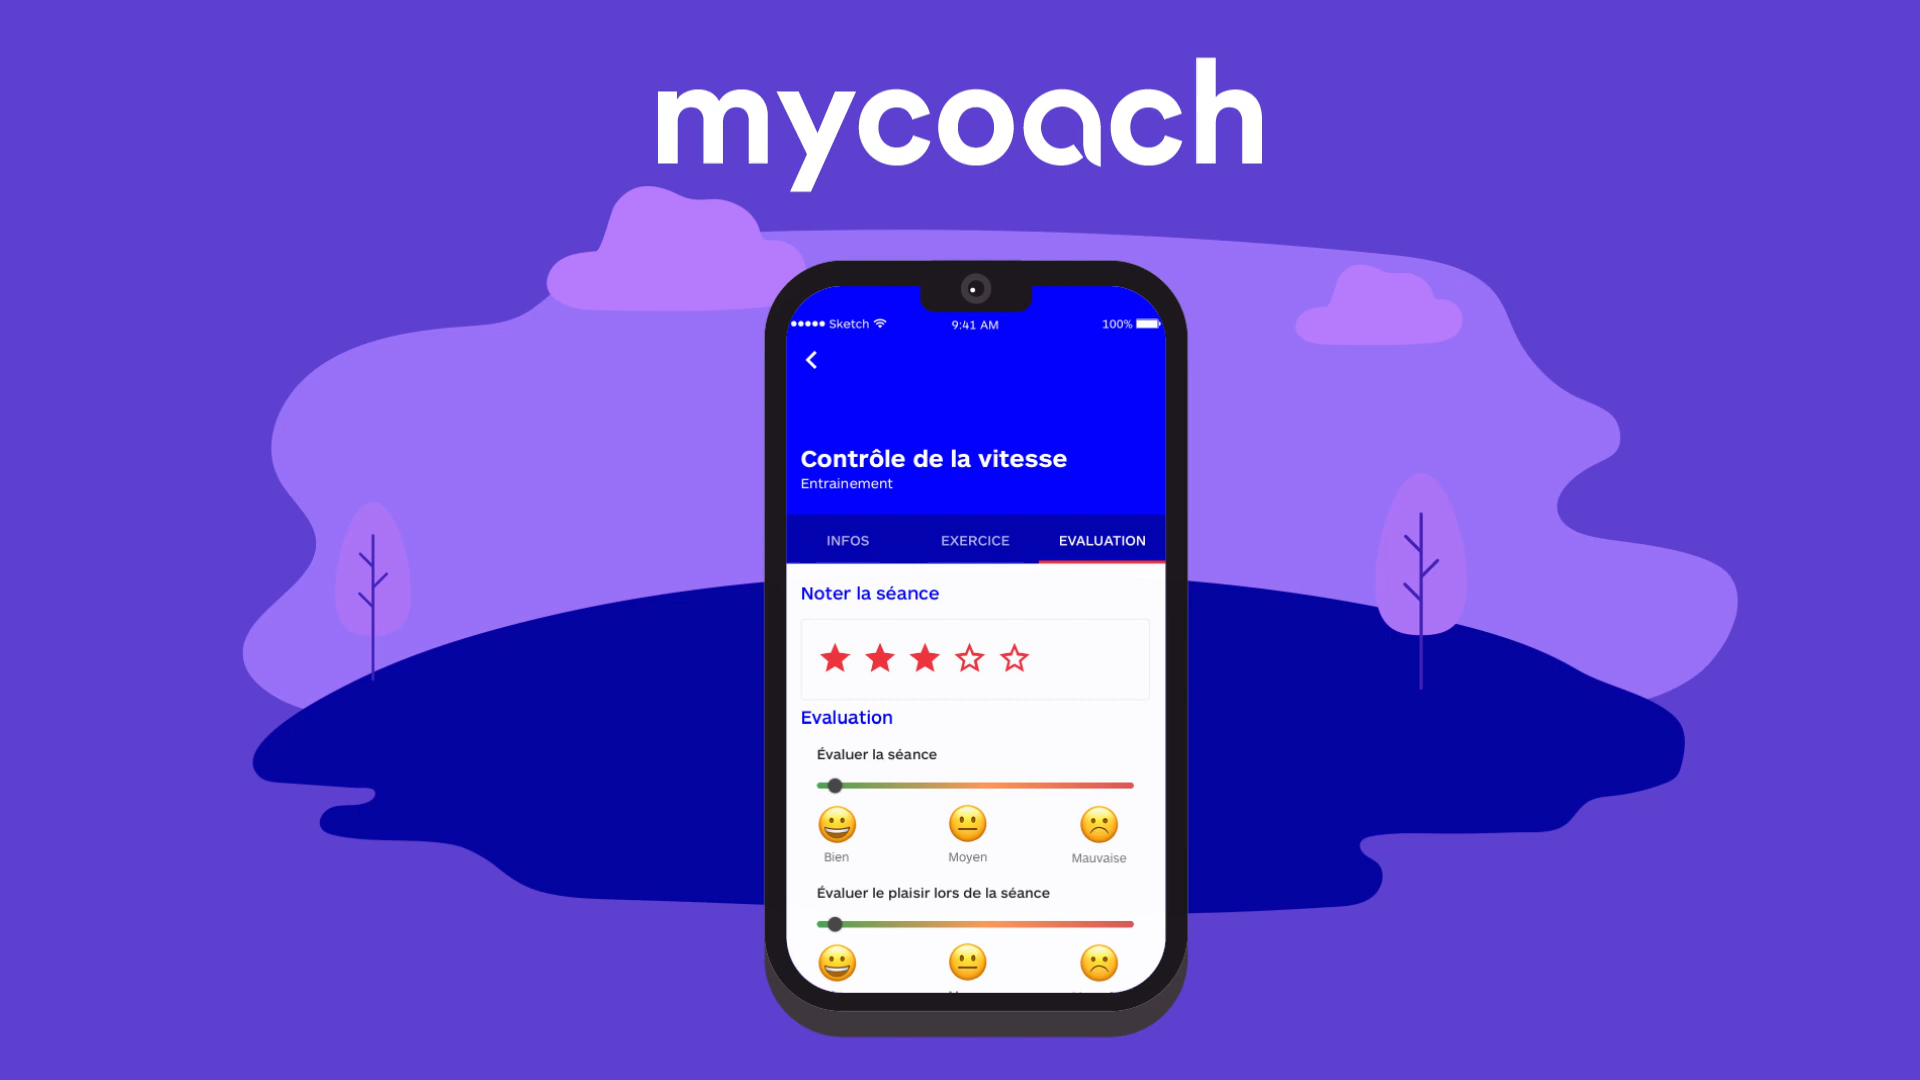 mycoach
Sketch 9:41 AM 100%
Contrôle de la vitesse
Entrainement
INFOS EXERCICE EVALUATION
Noter la séance
Evaluation
Évaluer la séance
Bien Moyen Mauvaise
Évaluer le plaisir lors de la séance